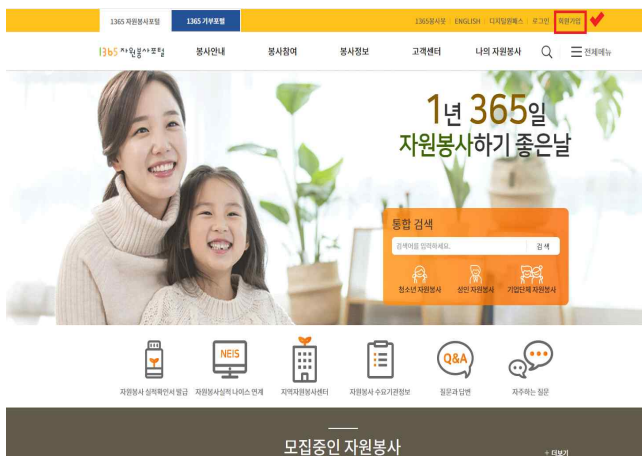 1365 자원봉사포털
1365 기부포털
1365봉사봇 ENGLISH 디지털원패스 로그인 회원가입
1365 자원봉사포털
봉사안내
봉사참여
봉사정보
고객센터
나의 자원봉사
전체메뉴
1년 365일
자원봉사하기 좋은날
통합 검색
검색어를 입력하세요.
검색
청소년 자원봉사
성인 자원봉사
기업단체 자원봉사
NEIS
Q&A
자원봉사 실적확인서 발급
자원봉사실적 나이스 연계
지역자원봉사센터
자원봉사 수요기관정보
질문과 답변
자주하는 질문
모집중인 자원봉사
+ 더보기